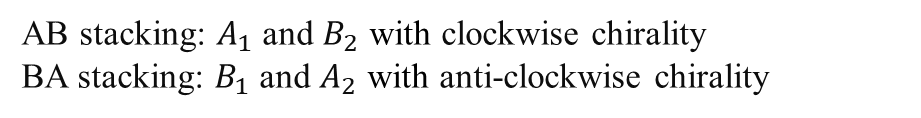 AB stacking: A₁ and B₂ with clockwise chirality
BA stacking: B₁ and A₂ with anti-clockwise chirality